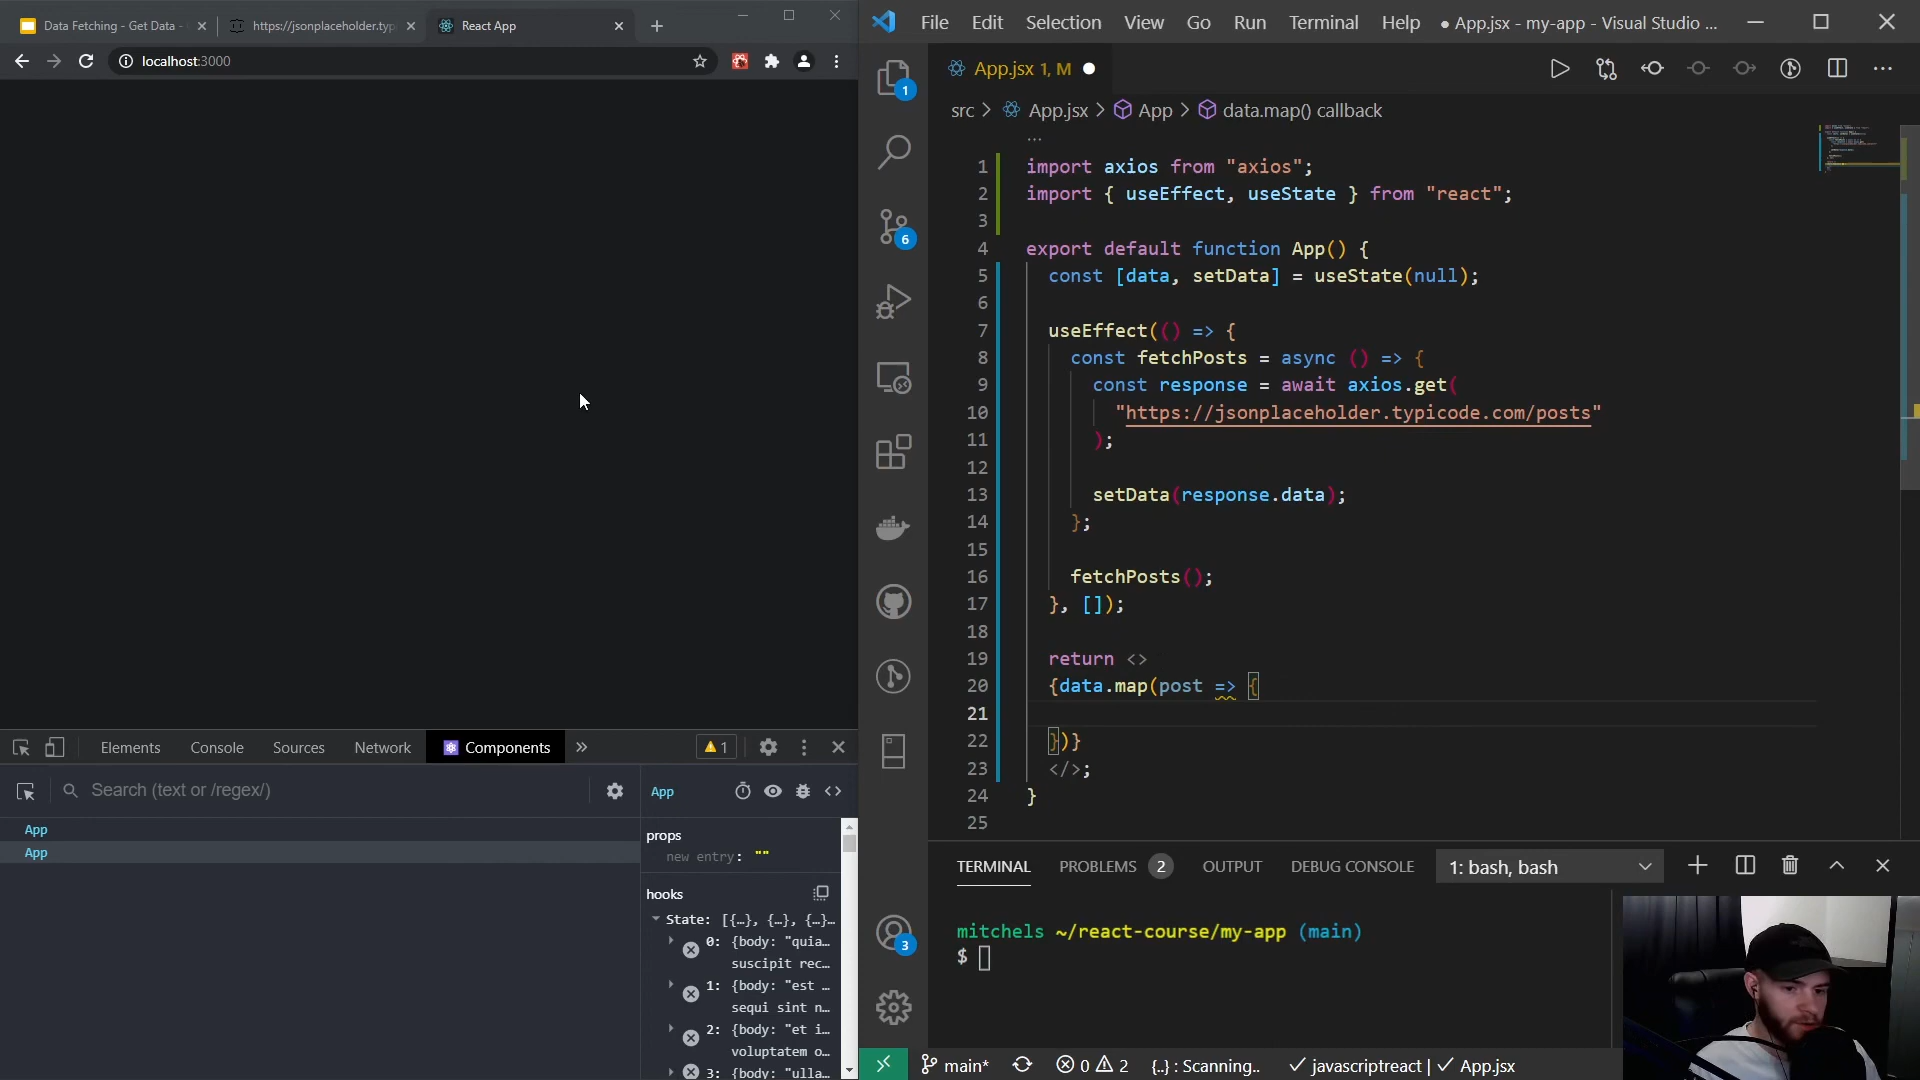 Data Fetching - Get Data -
https://jsonplaceholder.typ
React App
localhost:3000
File Edit Selection View Go Run Terminal Help
● App.jsx - my-app - Visual Studio ...
App.jsx 1, M
src > App.jsx > App > data.map() callback
...
1 import axios from "axios";
2 import { useEffect, useState } from "react";
3
4 export default function App() {
5 const [data, setData] = useState(null);
6
7 useEffect(() => {
8 const fetchPosts = async () => {
9 const response = await axios.get(
10 "https://jsonplaceholder.typicode.com/posts"
11 );
12
13 setData(response.data);
14 };
15
16 fetchPosts();
17 }, []);
18
19 return <>
20 {data.map(post => {
21
22 })}
23 </>;
24 }
25
1
6
3
Elements Console Sources Network Components » 1
Search (text or /regex/)
App
App
App
props
new entry: ""
hooks
State: [{…}, {…}, {…}…
0: {body: "quia…
suscipit rec…
1: {body: "est …
sequi sint n…
2: {body: "et i…
voluptatem o…
3: {body: "ulla…
TERMINAL PROBLEMS 2 OUTPUT DEBUG CONSOLE 1: bash, bash
mitchels ~/react-course/my-app (main)
$
main* 0 2 {..} : Scanning.. javascriptreact | App.jsx